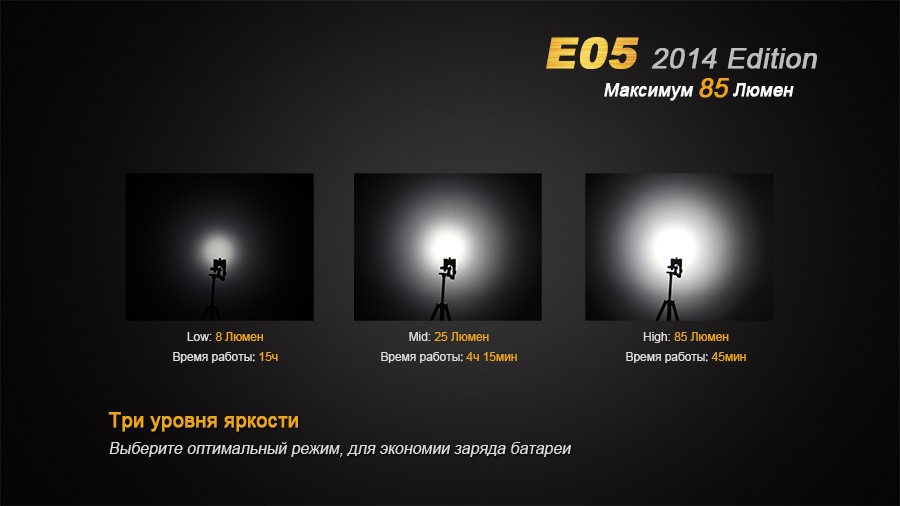 E05 2014 Edition
Максимум 85 Люмен
Low: 8 Люмен
Время работы: 15ч
Mid: 25 Люмен
Время работы: 4ч 15мин
High: 85 Люмен
Время работы: 45мин
Три уровня яркости
Выберите оптимальный режим, для экономии заряда батареи